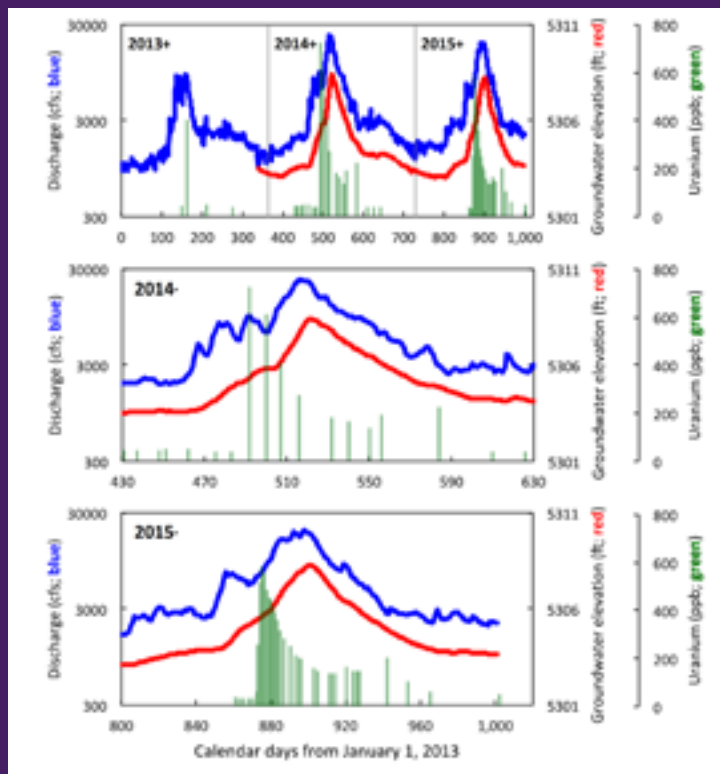 30000
3000
300
Discharge (cfs; blue)
2013+
2014+
2015+
5311
5306
5301
Groundwater elevation (ft; red)
800
600
400
200
0
Uranium (ppb; green)
0 100 200 300 400 500 600 700 800 900 1,000
30000
3000
300
Discharge (cfs; blue)
2014-
5311
5306
5301
Groundwater elevation (ft; red)
800
600
400
200
0
Uranium (ppb; green)
430 470 510 550 590 630
30000
3000
300
Discharge (cfs; blue)
2015-
5311
5306
5301
Groundwater elevation (ft; red)
800
600
400
200
0
Uranium (ppb; green)
800 840 880 920 960 1,000
Calendar days from January 1, 2013